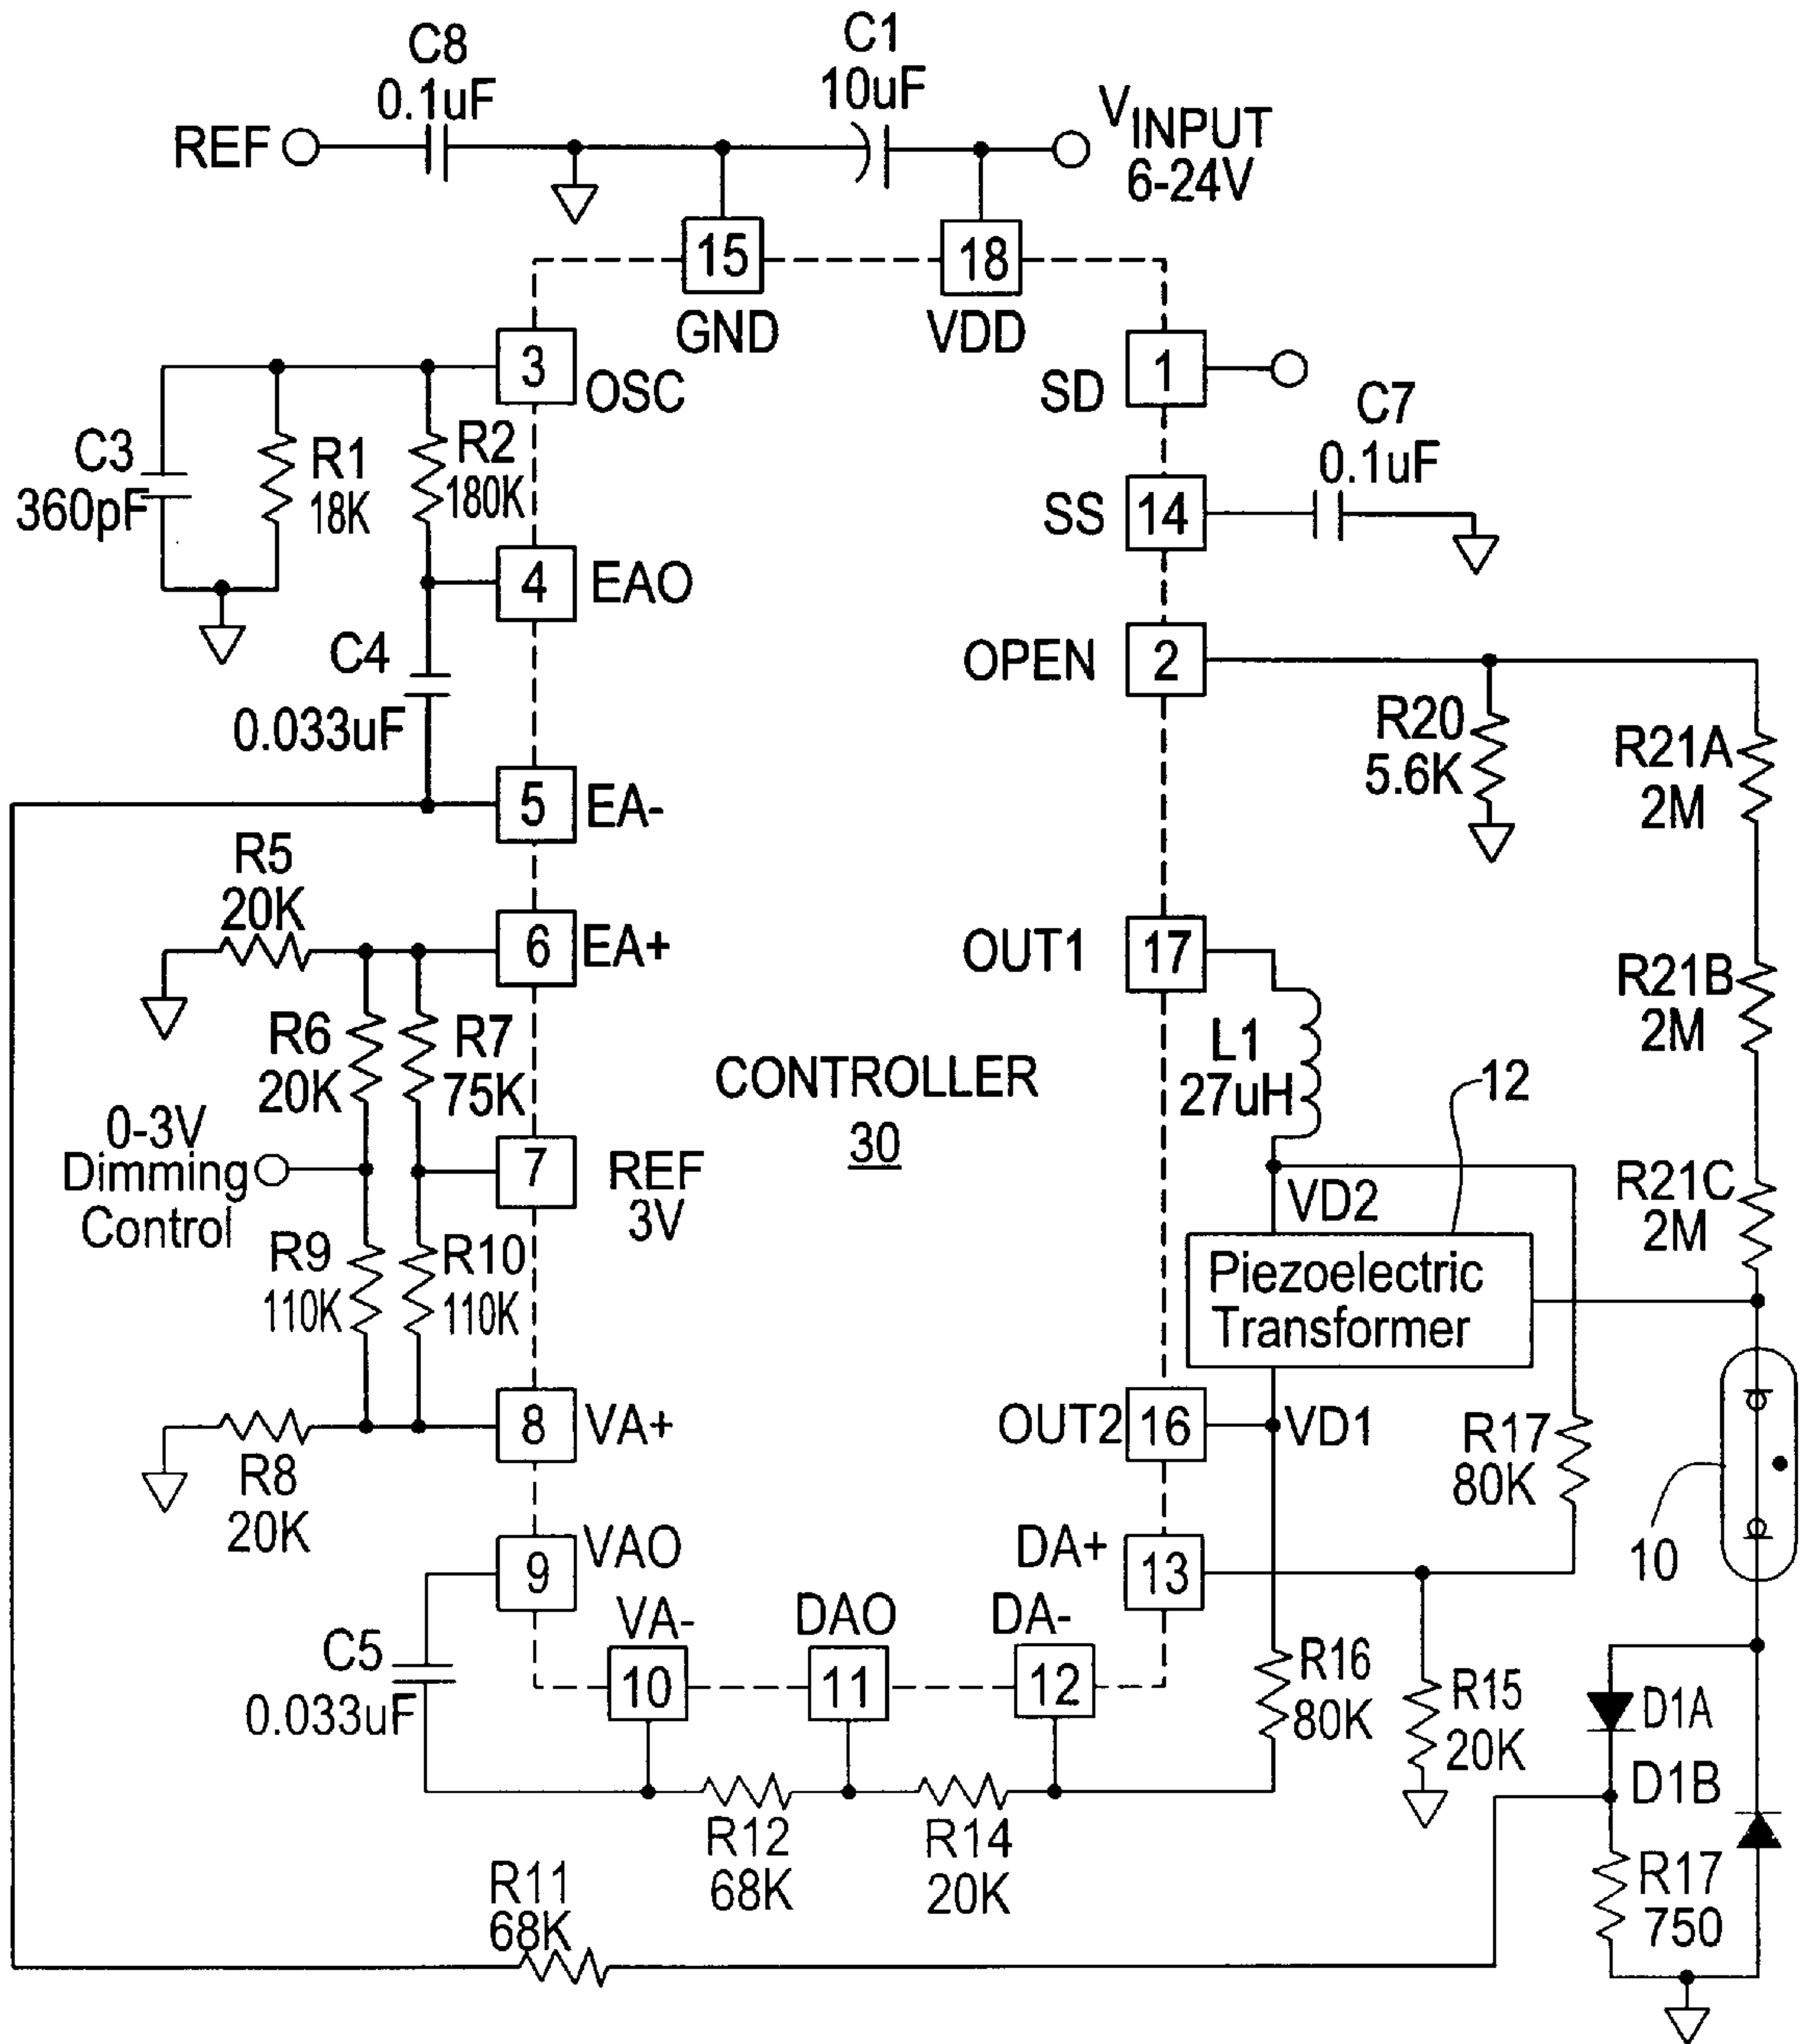 C8
0.1uF
C1
10uF
REF
VINPUT
6-24V
15
GND
18
VDD
3
OSC
1
SD
C7
0.1uF
C3
360pF
R1
18K
R2
180K
SS
14
4
EAO
C4
0.033uF
OPEN
2
R20
5.6K
R21A
2M
5
EA-
R5
20K
6
EA+
OUT1
17
R21B
2M
R6
20K
R7
75K
CONTROLLER
30
L1
27uH
12
0-3V
Dimming
Control
7
REF
3V
VD2
R21C
2M
R9
110K
R10
110K
Piezoelectric
Transformer
8
VA+
OUT2
16
VD1
R17
80K
R8
20K
10
9
VAO
DA+
13
VA-
DAO
DA-
C5
0.033uF
10
11
12
R16
80K
R15
20K
D1A
D1B
R12
68K
R14
20K
R11
68K
R17
750